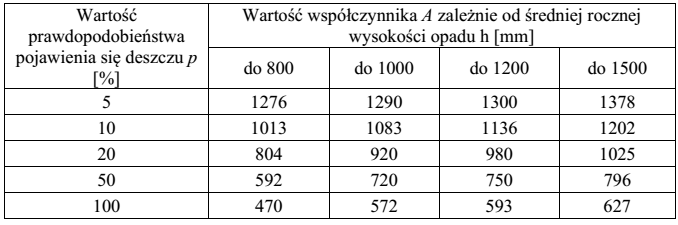 Wartość
prawdopodobieństwa
pojawienia się deszczu p
[%]
Wartość współczynnika A zależnie od średniej rocznej
wysokości opadu h [mm]
do 800 do 1000 do 1200 do 1500
5 1276 1290 1300 1378
10 1013 1083 1136 1202
20 804 920 980 1025
50 592 720 750 796
100 470 572 593 627